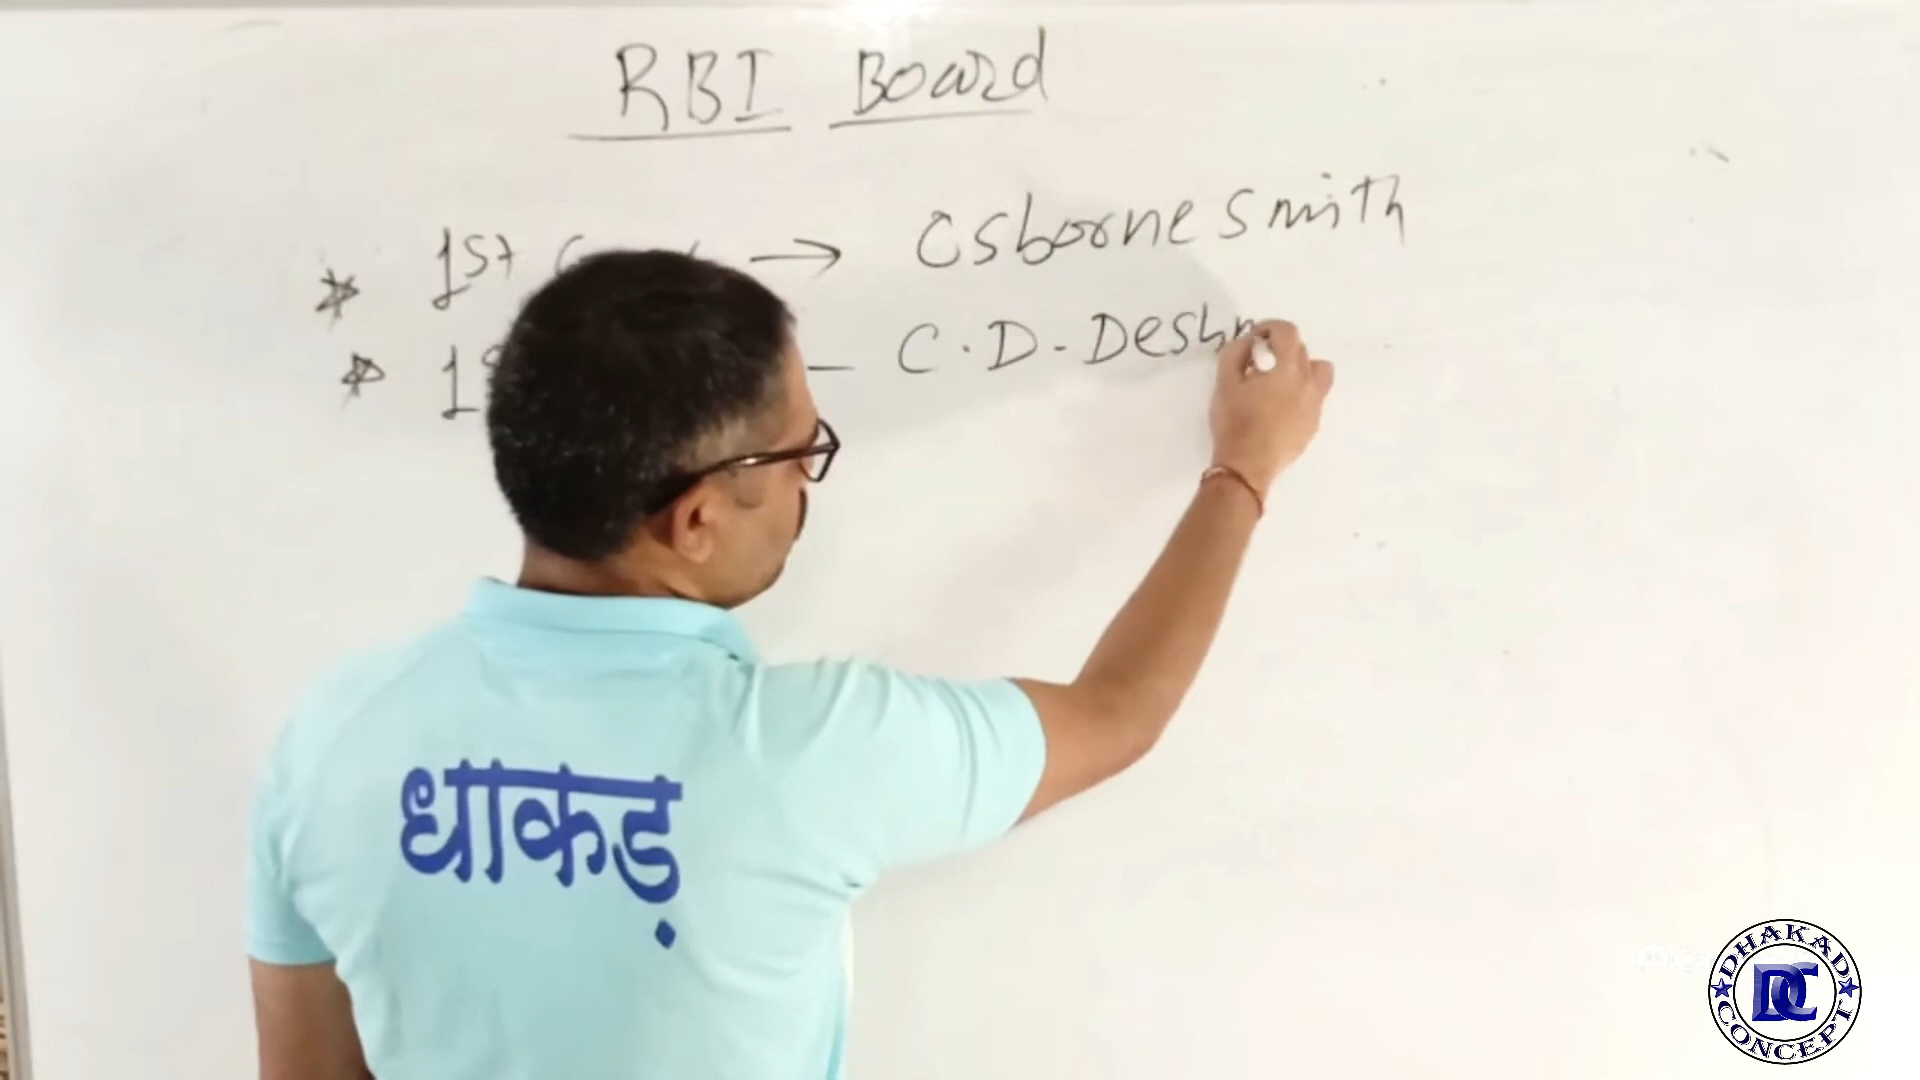 RBI Board
1st → Osborne Smith
1 - C.D. Desh
धाकड़
DHAKAD
DC
CONCEPT